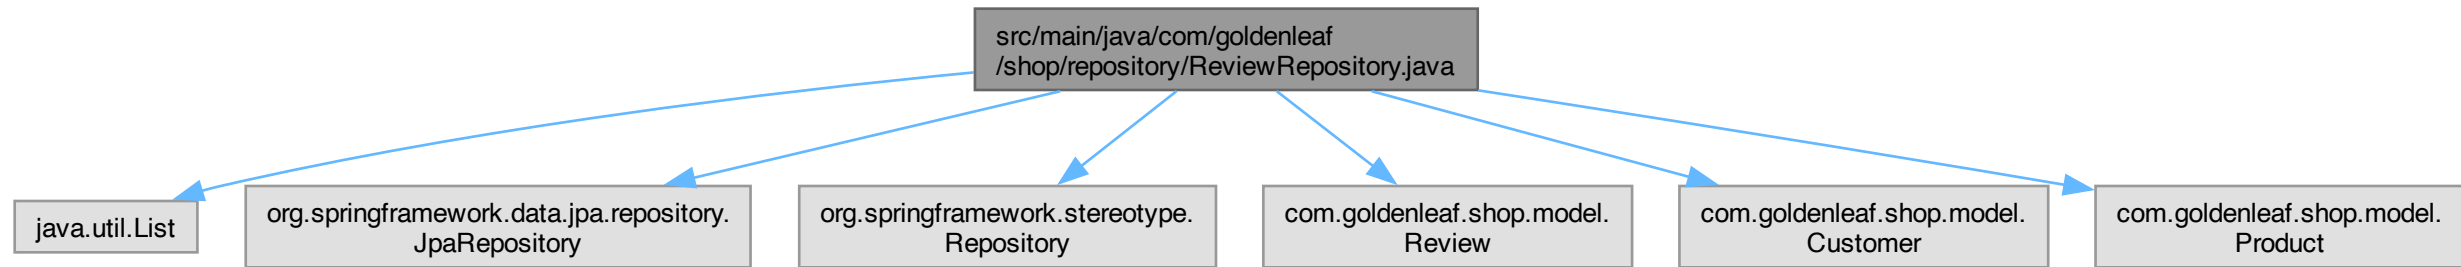 src/main/java/com/goldenleaf
/shop/repository/ReviewRepository.java
java.util.List
org.springframework.data.jpa.repository.
JpaRepository
org.springframework.stereotype.
Repository
com.goldenleaf.shop.model.
Review
com.goldenleaf.shop.model.
Customer
com.goldenleaf.shop.model.
Product